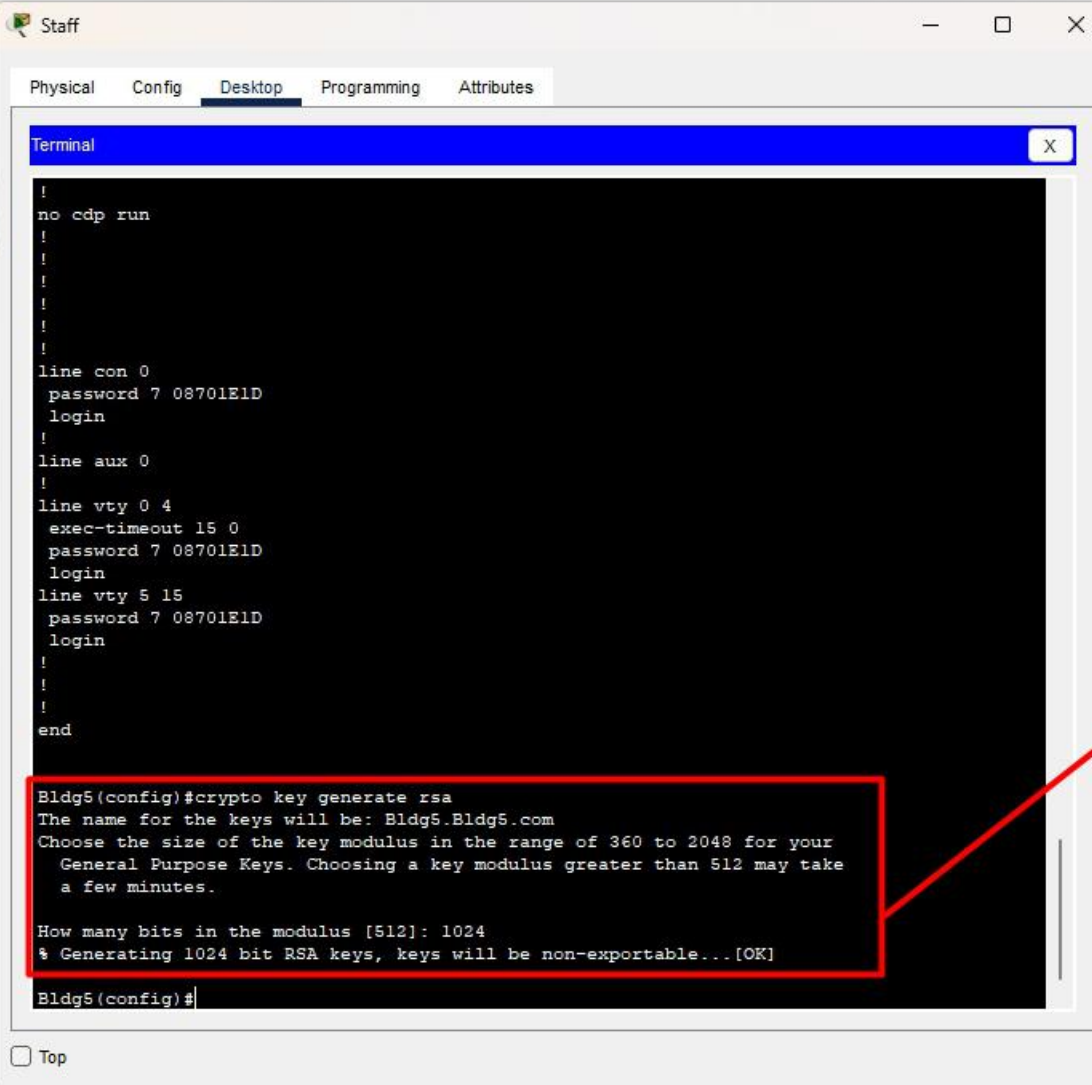 Staff
Physical Config Desktop Programming Attributes
Terminal X
!
no cdp run
!
!
!
!
!
!
line con 0
password 7 08701E1D
login
!
line aux 0
!
line vty 0 4
exec-timeout 15 0
password 7 08701E1D
login
line vty 5 15
password 7 08701E1D
login
!
!
!
end
Bldg5(config)#crypto key generate rsa
The name for the keys will be: Bldg5.Bldg5.com
Choose the size of the key modulus in the range of 360 to 2048 for your
General Purpose Keys. Choosing a key modulus greater than 512 may take
a few minutes.
How many bits in the modulus [512]: 1024
% Generating 1024 bit RSA keys, keys will be non-exportable...[OK]
Bldg5(config)#
Top